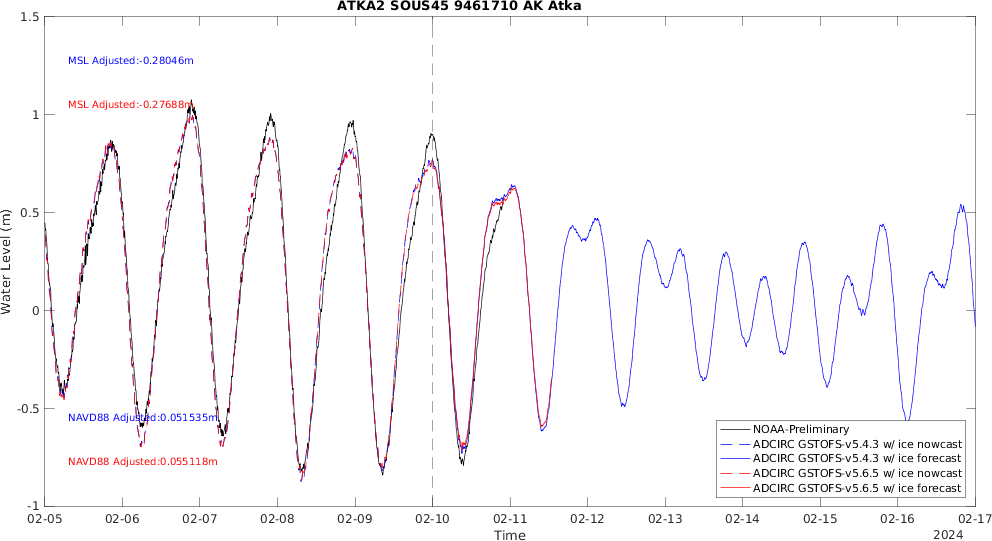 ATKA2 SOUS45 9461710 AK Atka
1.5
MSL Adjusted:-0.28046m
1
MSL Adjusted:-0.27688m
0.5
Water Level (m)
0
-0.5
NAVD88 Adjusted:0.051535m
NAVD88 Adjusted:0.055118m
-1
NOAA-Preliminary
ADCIRC GSTOFS-v5.4.3 w/ ice nowcast
ADCIRC GSTOFS-v5.4.3 w/ ice forecast
ADCIRC GSTOFS-v5.6.5 w/ ice nowcast
ADCIRC GSTOFS-v5.6.5 w/ ice forecast
02-05 02-06 02-07 02-08 02-09 02-10 02-11 02-12 02-13 02-14 02-15 02-16 02-17
Time
2024